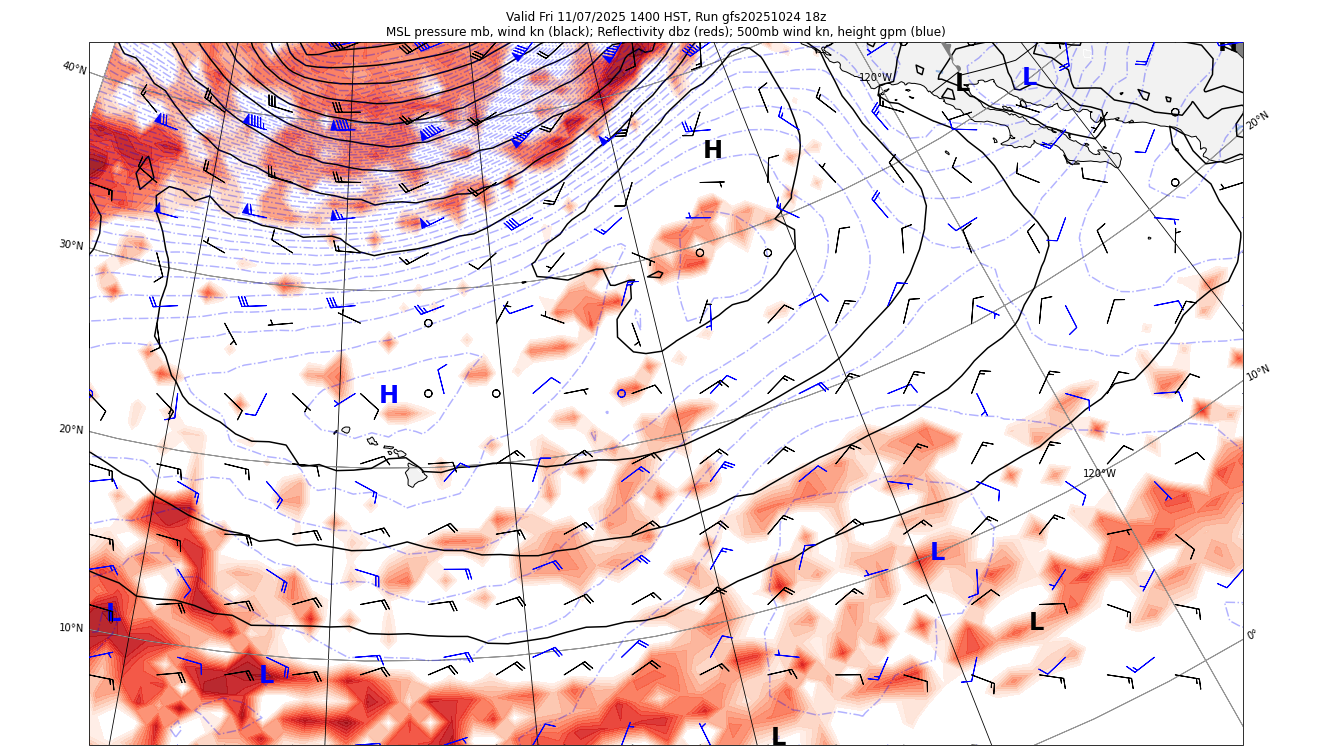 Valid Fri 11/07/2025 1400 HST, Run gfs20251024 18z
MSL pressure mb, wind kn (black); Reflectivity dbz (reds); 500mb wind kn, height gpm (blue)
H
40°N
120°W
L
L
20°N
H
30°N
10°N
H
20°N
120°W
L
L
L
10°N
0°
L
L